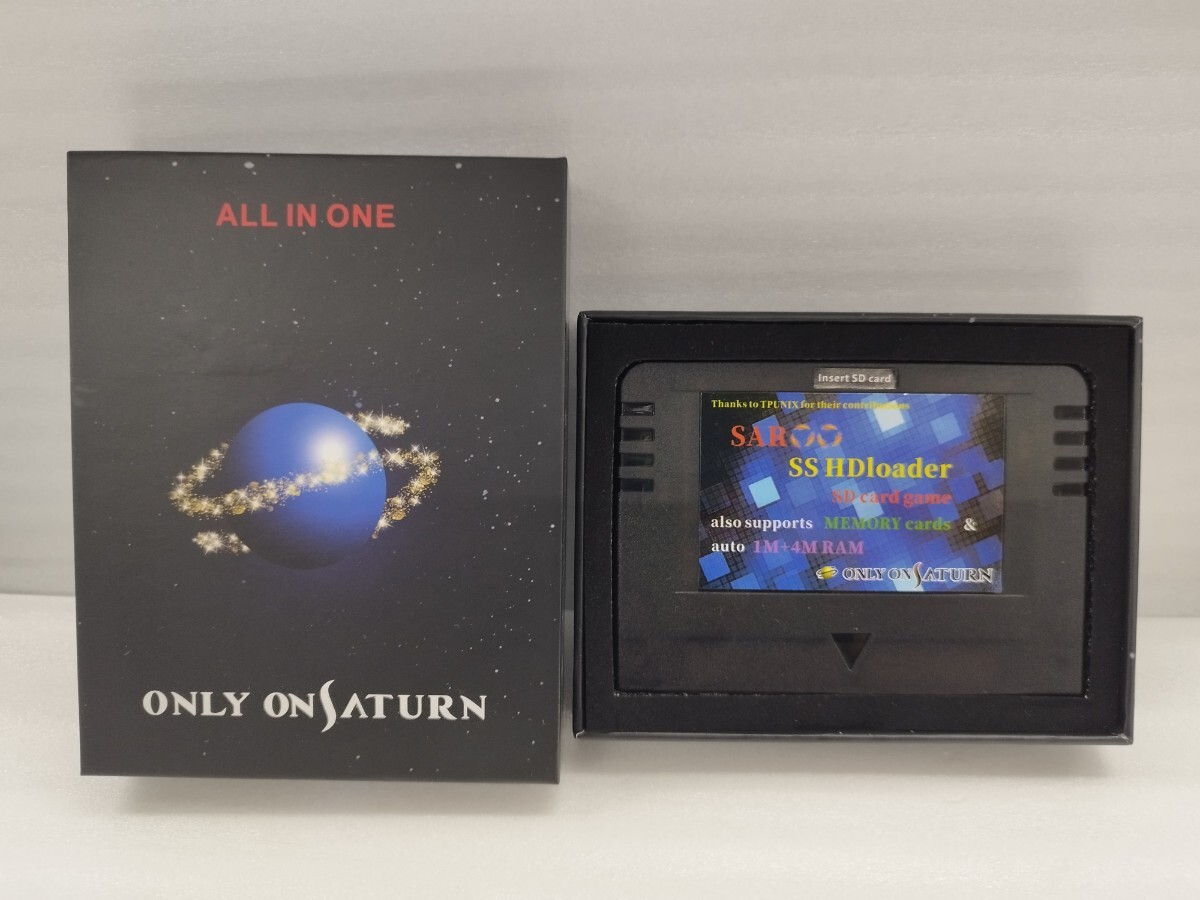 ALL IN ONE
ONLY ON SATURN
Insert SD card
Thanks to TPUNIX for their contributions
SAROO
SS HDloader
SD card game
also supports MEMORY cards &
auto 1M+4M RAM
ONLY ON SATURN